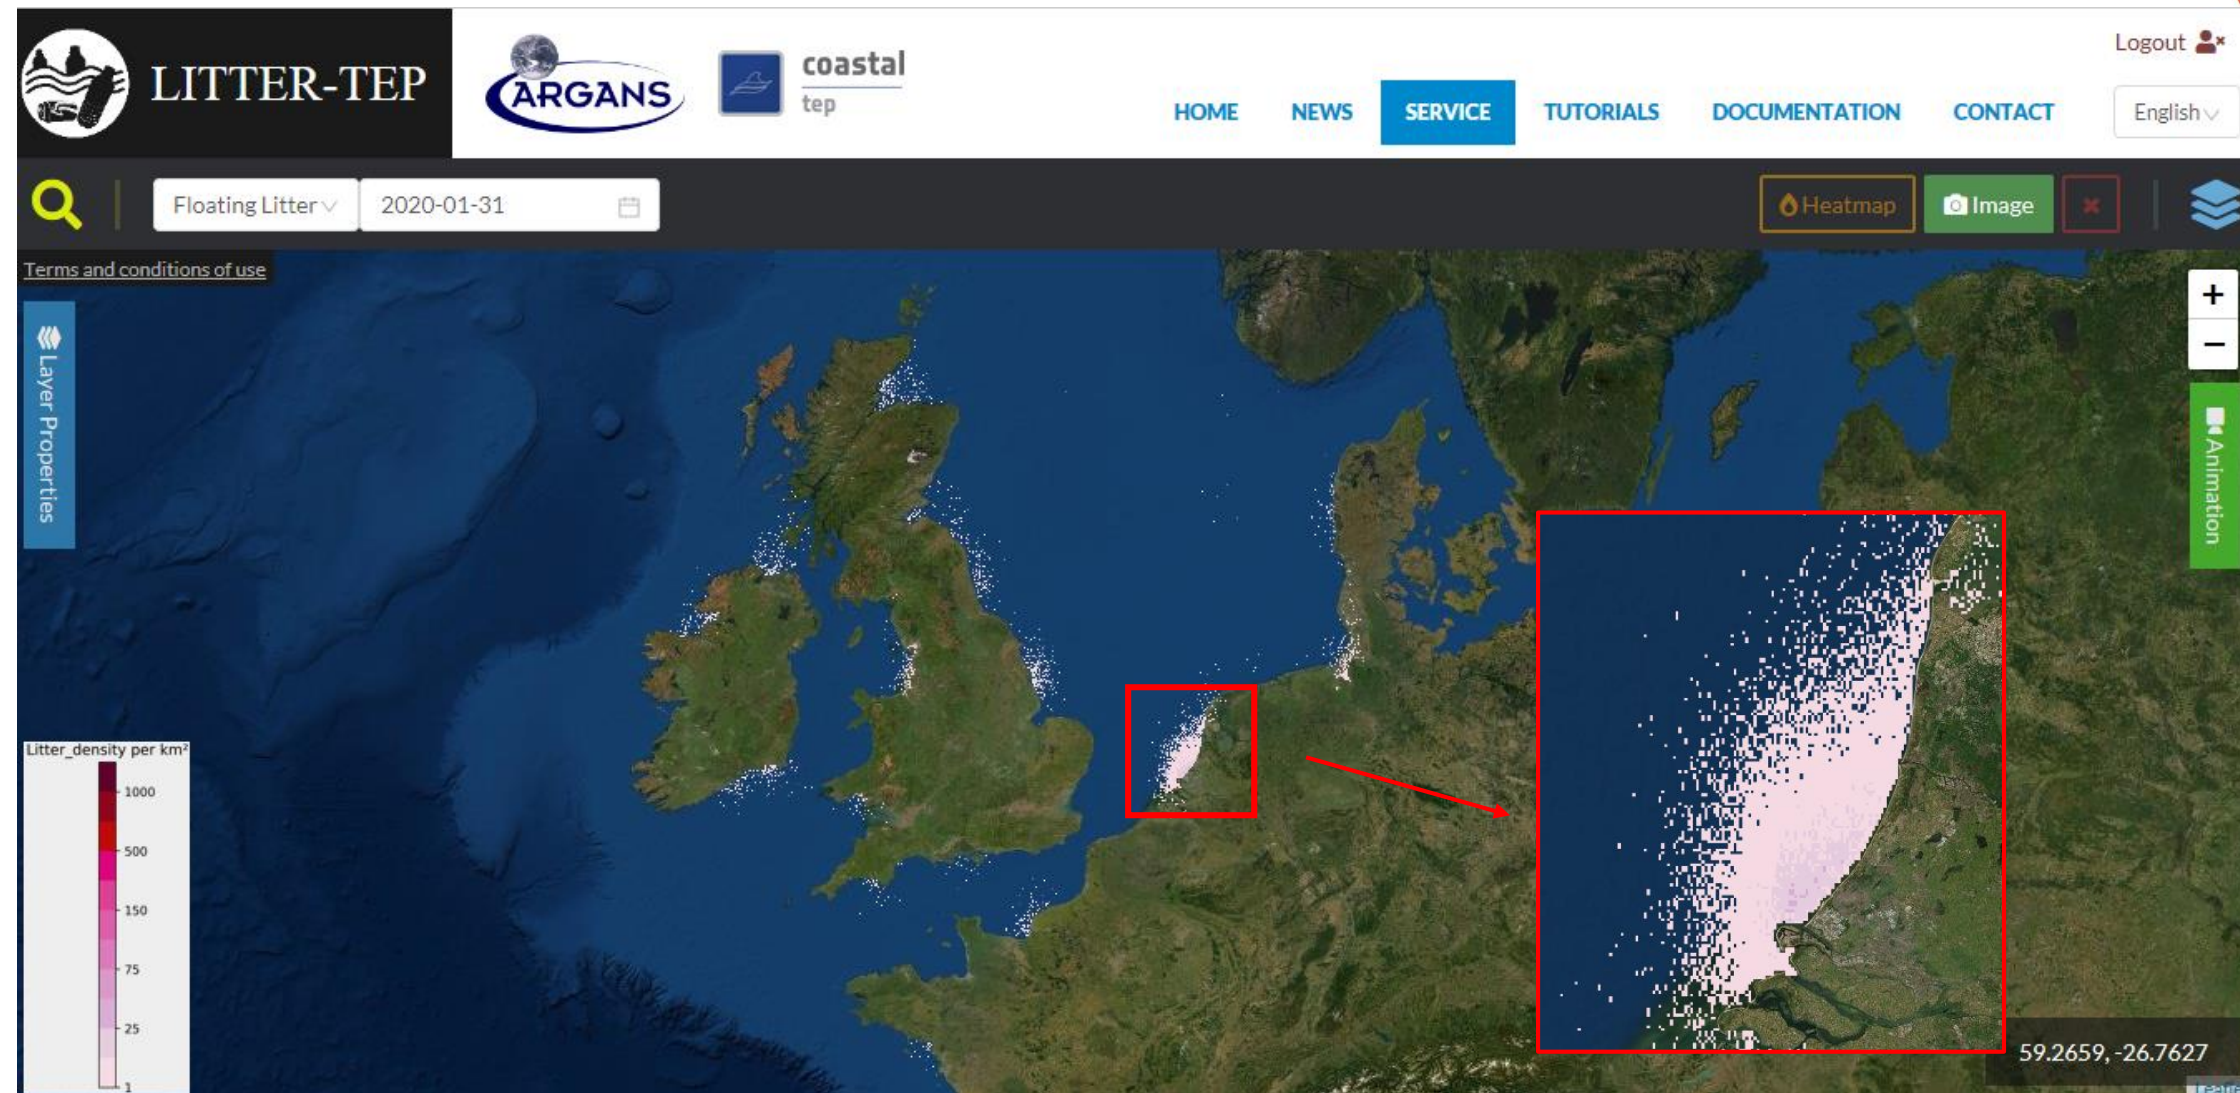 LITTER-TEP
ARGANS
coastal
tep
Logout
HOME
NEWS
SERVICE
TUTORIALS
DOCUMENTATION
CONTACT
English
Floating Litter
2020-01-31
Heatmap
Image
Terms and conditions of use
+
−
Layer Properties
Animation
Litter_density per km²
1000
500
150
75
25
1
59.2659, -26.7627